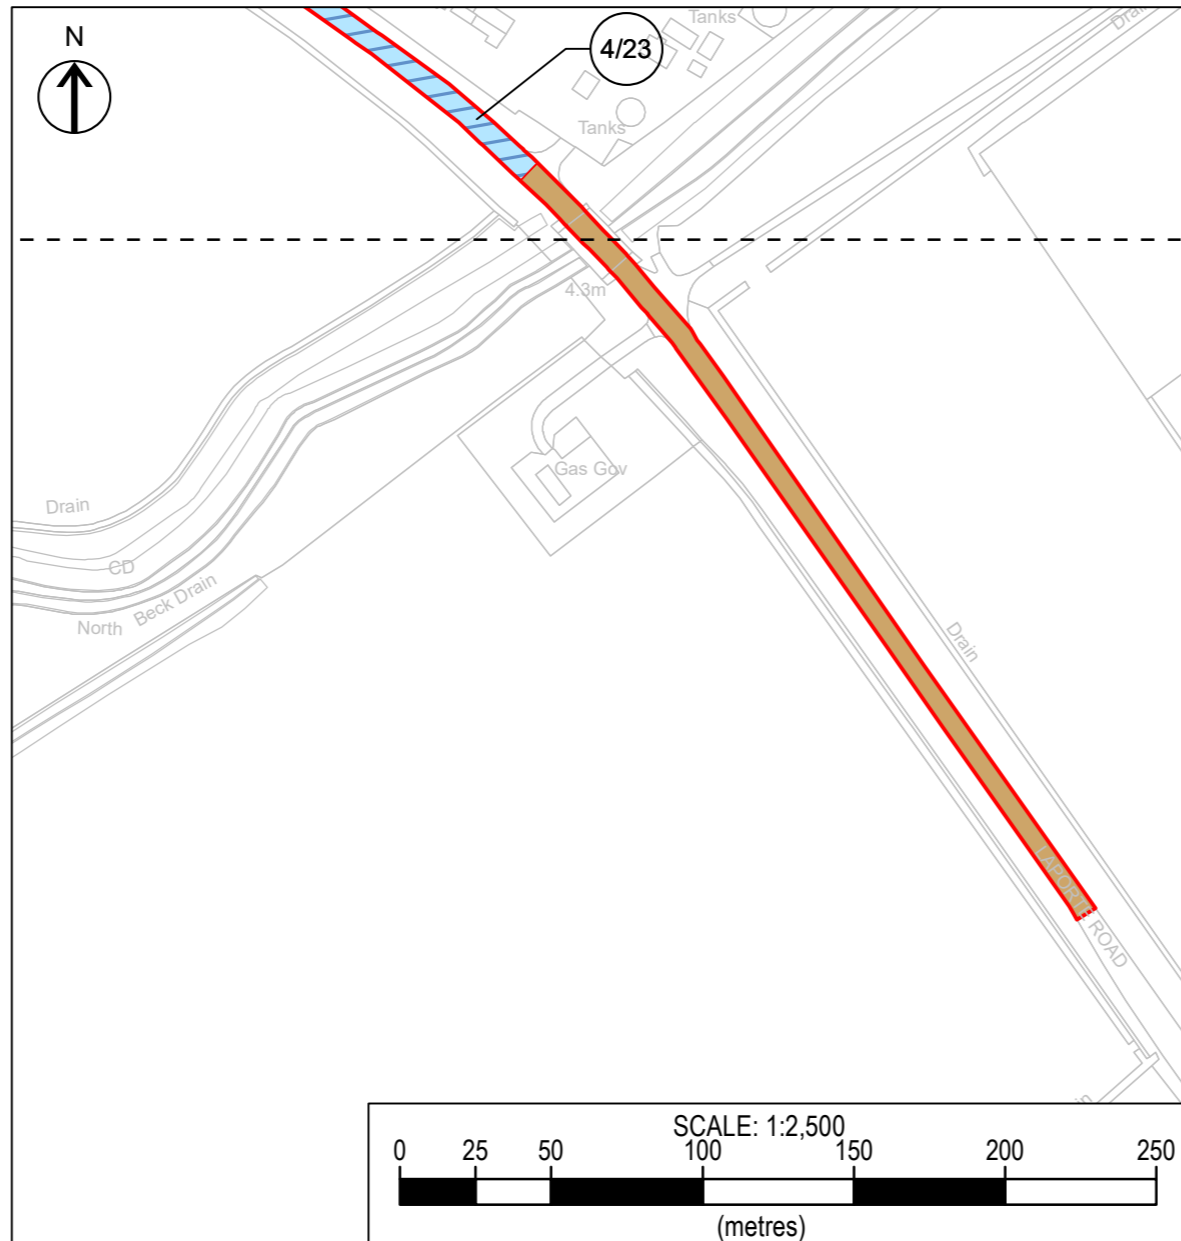 N
4/23
Tanks
Drain
Tanks
4.3m
Gas Gov
Drain
CD
North Beck Drain
Drain
LAPORTE ROAD
SCALE: 1:2,500
0 25 50 100 150 200 250
(metres)